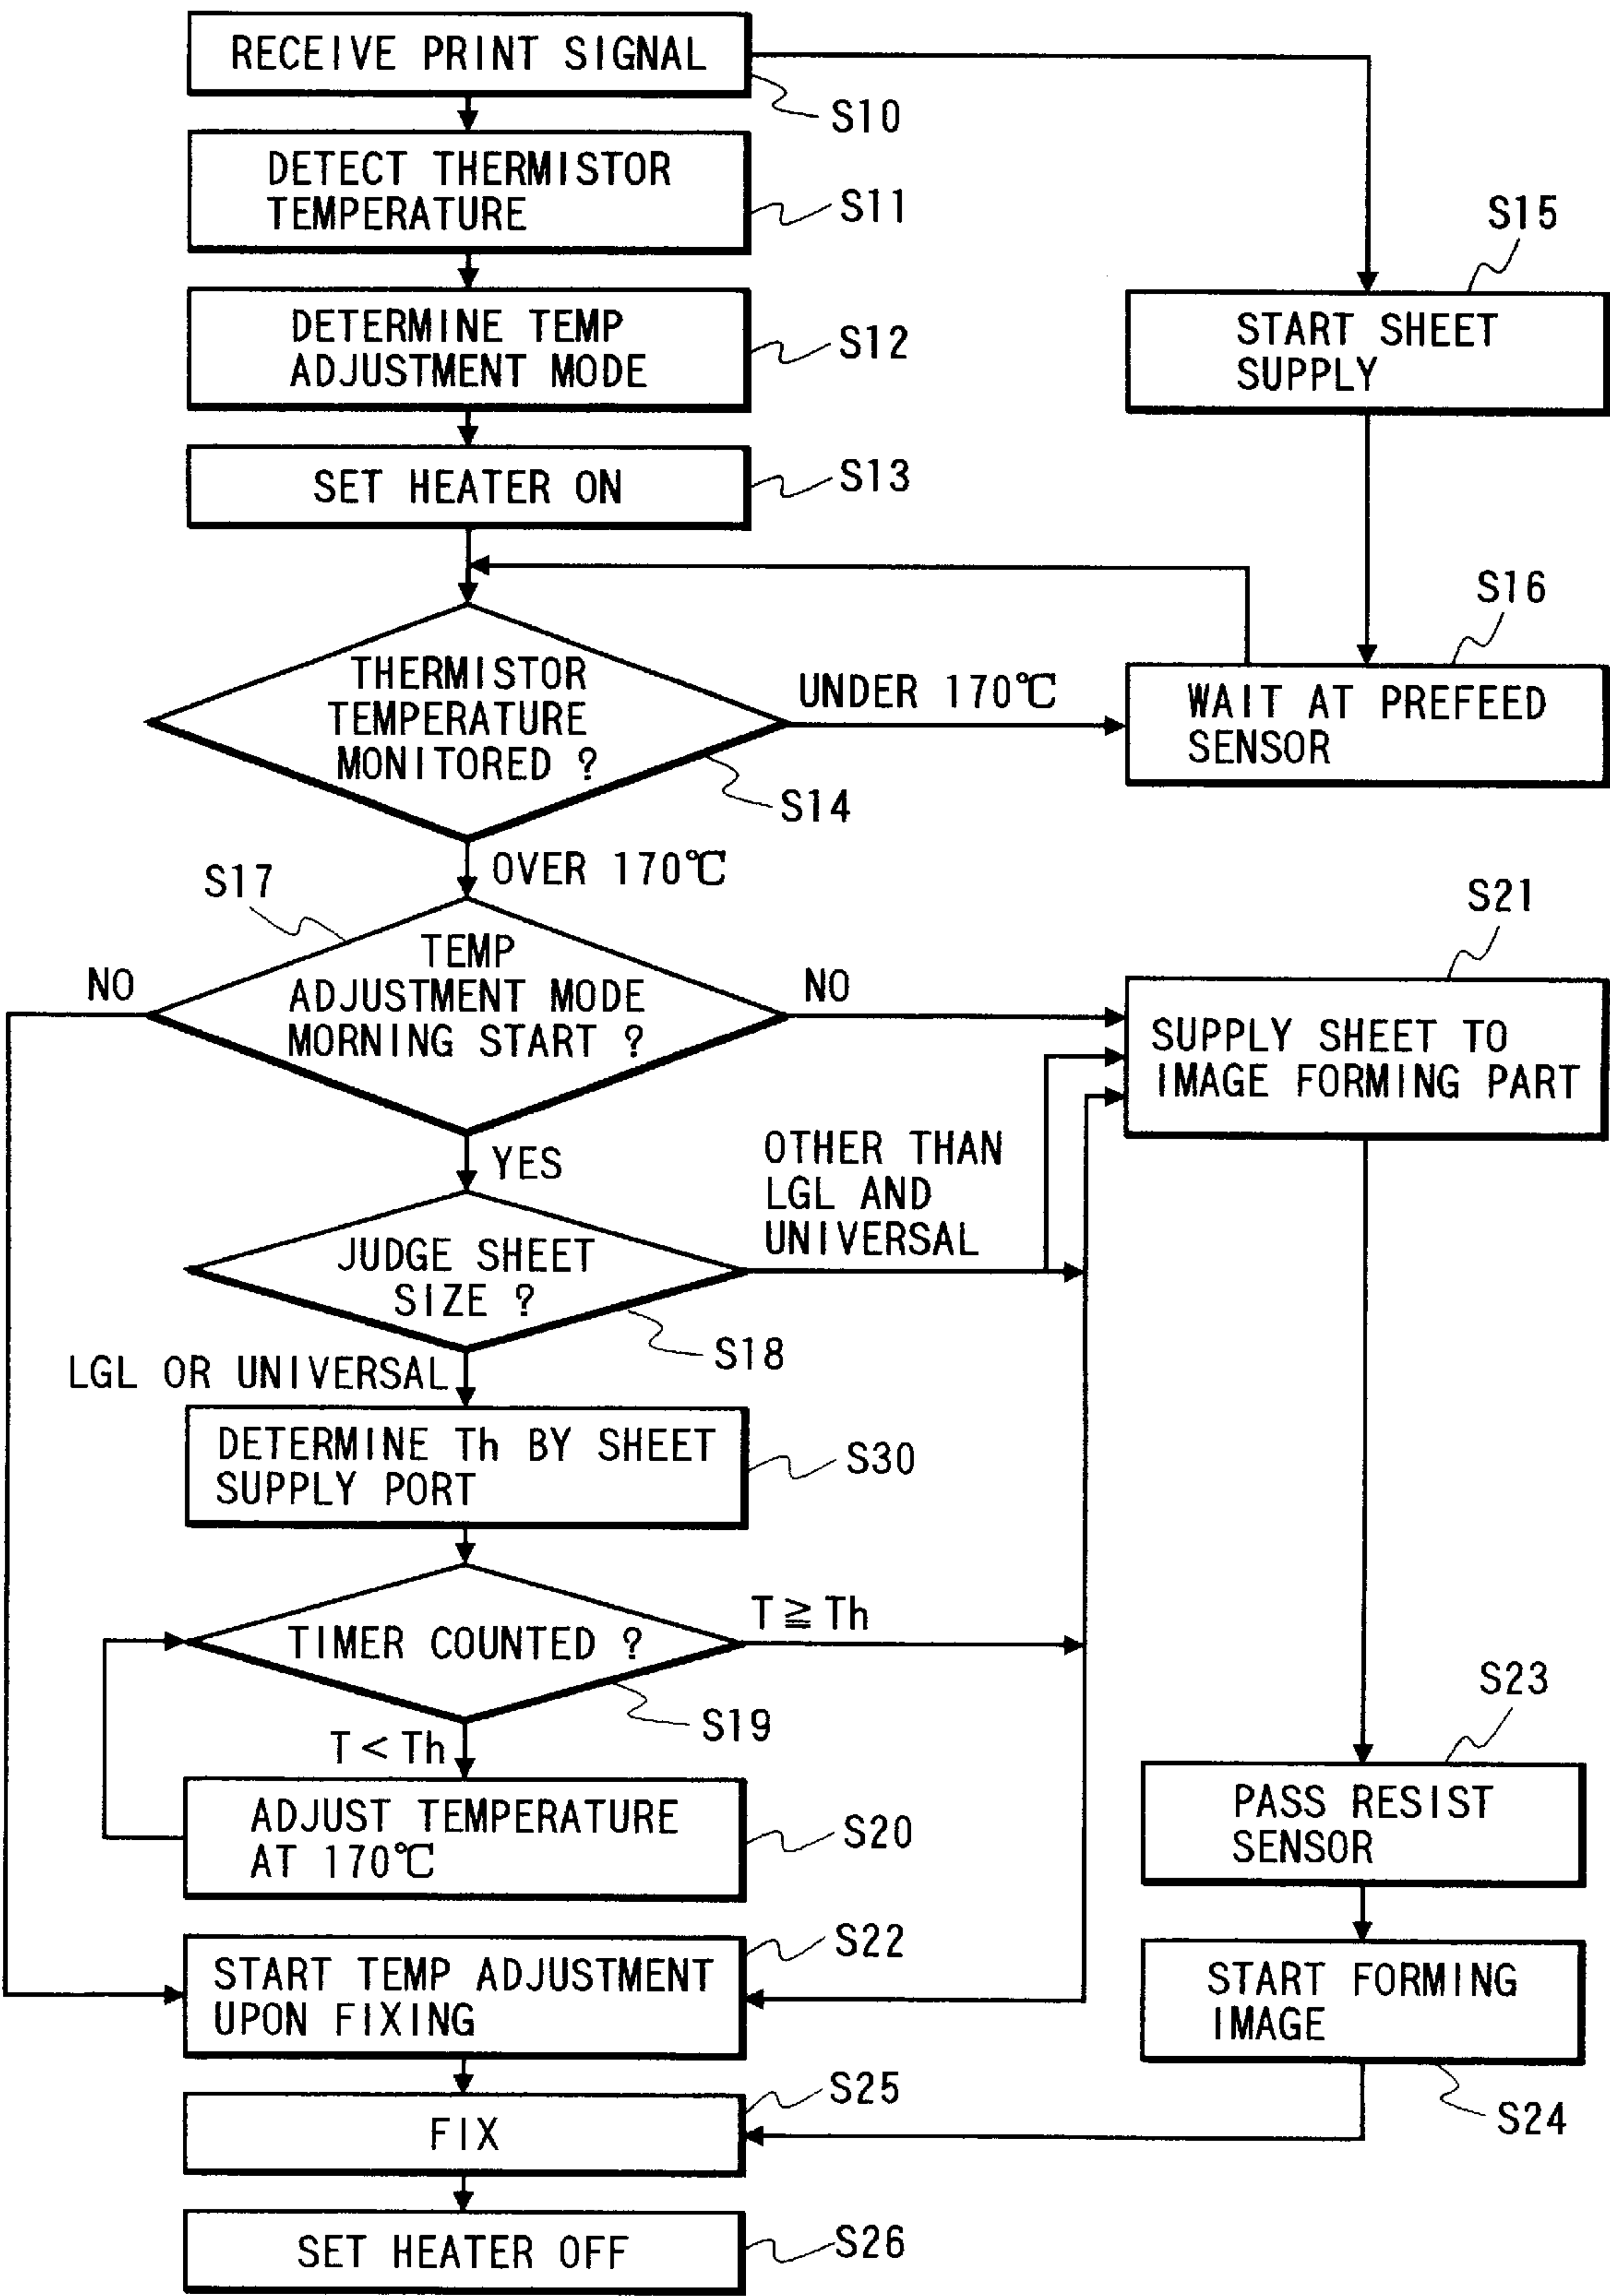 RECEIVE PRINT SIGNAL
S10
DETECT THERMISTOR
TEMPERATURE
S11
S15
DETERMINE TEMP
ADJUSTMENT MODE
S12
START SHEET
SUPPLY
SET HEATER ON
S13
S16
THERMISTOR
TEMPERATURE
MONITORED ?
UNDER 170℃
WAIT AT PREFEED
SENSOR
S14
OVER 170℃
S17
S21
TEMP
ADJUSTMENT MODE
MORNING START ?
NO
NO
SUPPLY SHEET TO
IMAGE FORMING PART
YES
OTHER THAN
LGL AND
UNIVERSAL
JUDGE SHEET
SIZE ?
S18
LGL OR UNIVERSAL
DETERMINE Th BY SHEET
SUPPLY PORT
S30
T ≧ Th
TIMER COUNTED ?
S19
S23
T < Th
ADJUST TEMPERATURE
AT 170℃
S20
PASS RESIST
SENSOR
S22
START TEMP ADJUSTMENT
UPON FIXING
START FORMING
IMAGE
S25
S24
FIX
SET HEATER OFF
S26